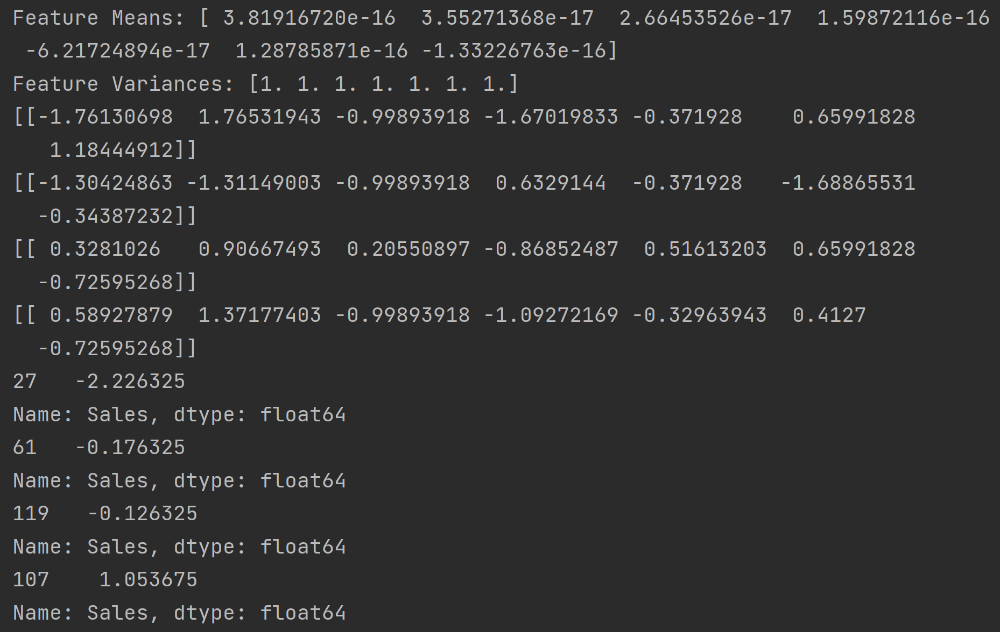 Feature Means: [ 3.81916720e-16  3.55271368e-17  2.66453526e-17  1.59872116e-16
 -6.21724894e-17  1.28785871e-16 -1.33226763e-16]
Feature Variances: [1. 1. 1. 1. 1. 1. 1.]
[[-1.76130698  1.76531943 -0.99893918 -1.67019833 -0.371928    0.65991828
   1.18444912]]
[[-1.30424863 -1.31149003 -0.99893918  0.6329144  -0.371928   -1.68865531
  -0.34387232]]
[[ 0.3281026   0.90667493  0.20550897 -0.86852487  0.51613203  0.65991828
  -0.72595268]]
[[ 0.58927879  1.37177403 -0.99893918 -1.09272169 -0.32963943  0.4127
  -0.72595268]]
27   -2.226325
Name: Sales, dtype: float64
61   -0.176325
Name: Sales, dtype: float64
119   -0.126325
Name: Sales, dtype: float64
107    1.053675
Name: Sales, dtype: float64